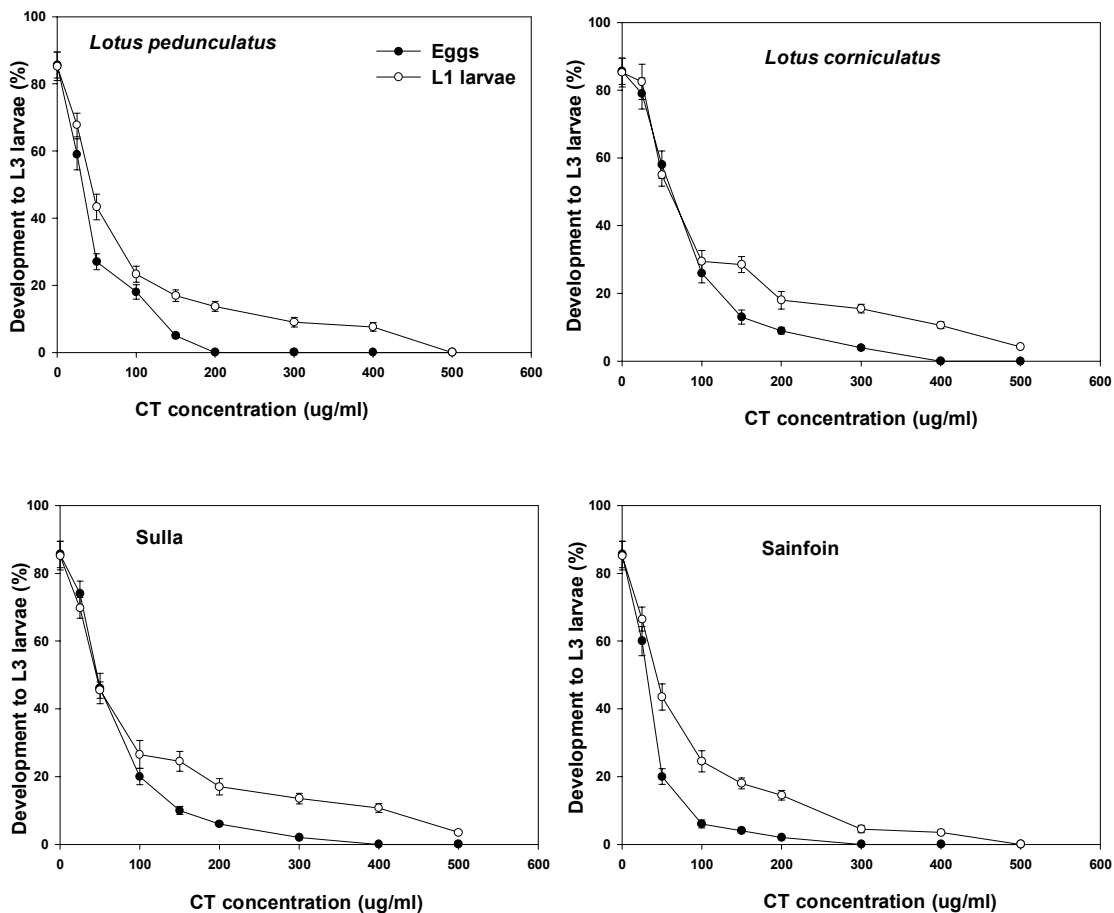 Lotus pedunculatus
Eggs
L1 larvae
Development to L3 larvae (%)
100
80
60
40
20
0
0 100 200 300 400 500 600
CT concentration (ug/ml)
Lotus corniculatus
Development to L3 larvae (%)
100
80
60
40
20
0
0 100 200 300 400 500 600
CT concentration (ug/ml)
Sulla
Development to L3 larvae (%)
100
80
60
40
20
0
0 100 200 300 400 500 600
CT concentration (ug/ml)
Sainfoin
Development to L3 larvae (%)
100
80
60
40
20
0
0 100 200 300 400 500 600
CT concentration (ug/ml)